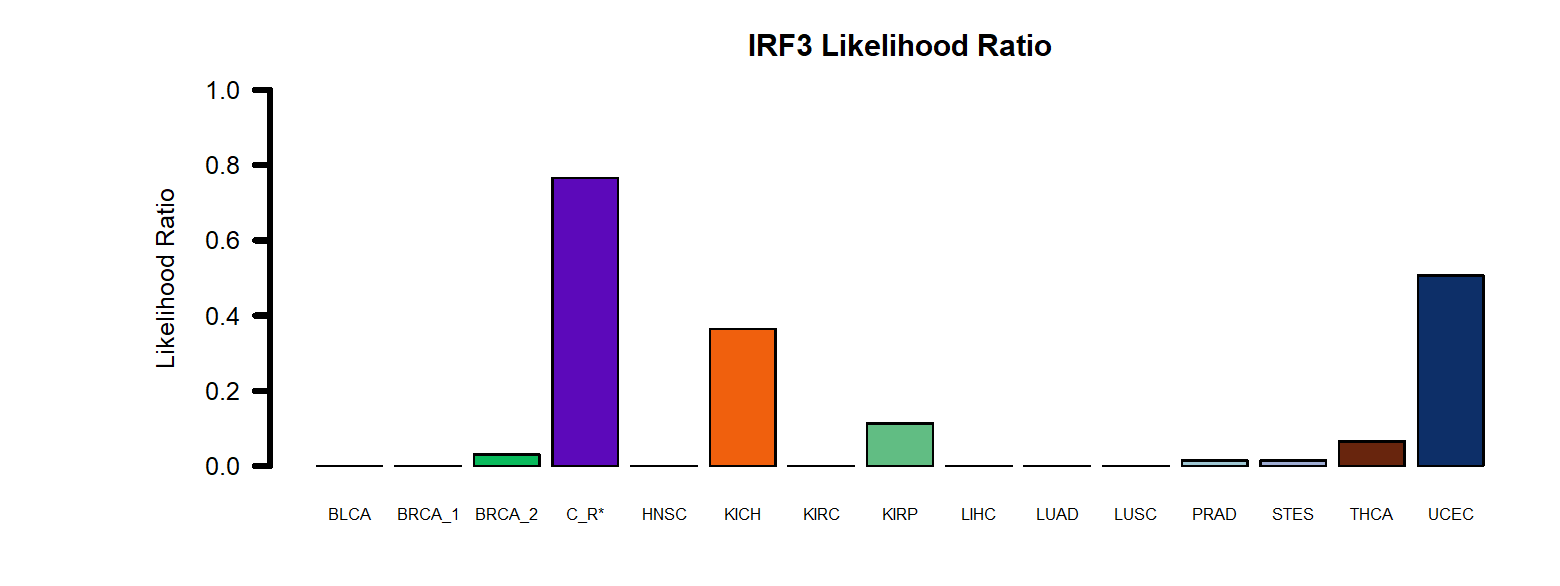 IRF3 Likelihood Ratio
Likelihood Ratio
1.0
0.8
0.6
0.4
0.2
0.0
BLCA BRCA_1 BRCA_2 C_R* HNSC KICH KIRC KIRP LIHC LUAD LUSC PRAD STES THCA UCEC